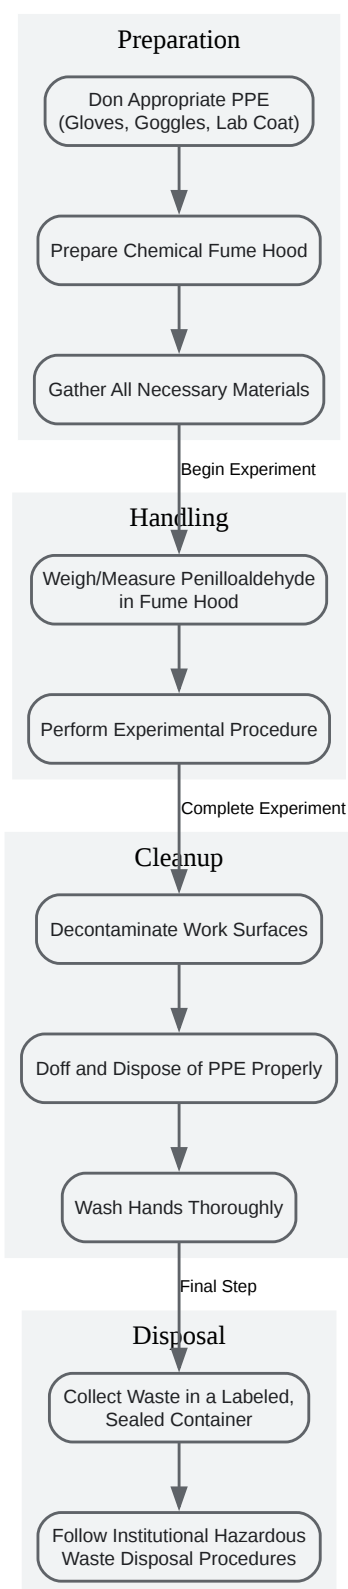 Preparation
Don Appropriate PPE
(Gloves, Goggles, Lab Coat)
Prepare Chemical Fume Hood
Gather All Necessary Materials
Begin Experiment
Handling
Weigh/Measure Penilloaldehyde
in Fume Hood
Perform Experimental Procedure
Complete Experiment
Cleanup
Decontaminate Work Surfaces
Doff and Dispose of PPE Properly
Wash Hands Thoroughly
Final Step
Disposal
Collect Waste in a Labeled,
Sealed Container
Follow Institutional Hazardous
Waste Disposal Procedures